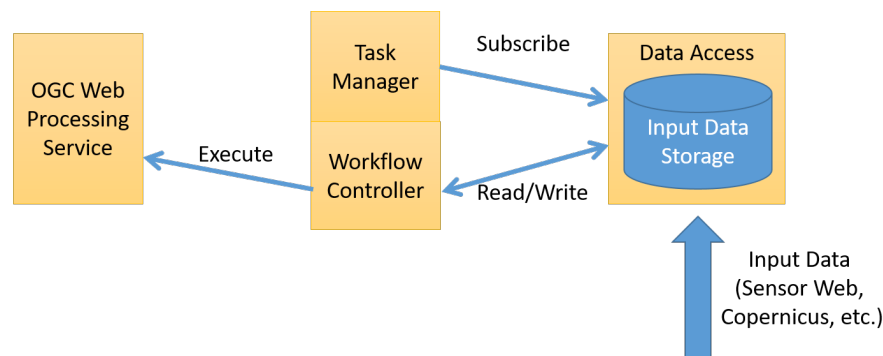 OGC Web
Processing
Service
Execute
Task
Manager
Workflow
Controller
Subscribe
Read/Write
Data Access
Input Data
Storage
Input Data
(Sensor Web,
Copernicus, etc.)